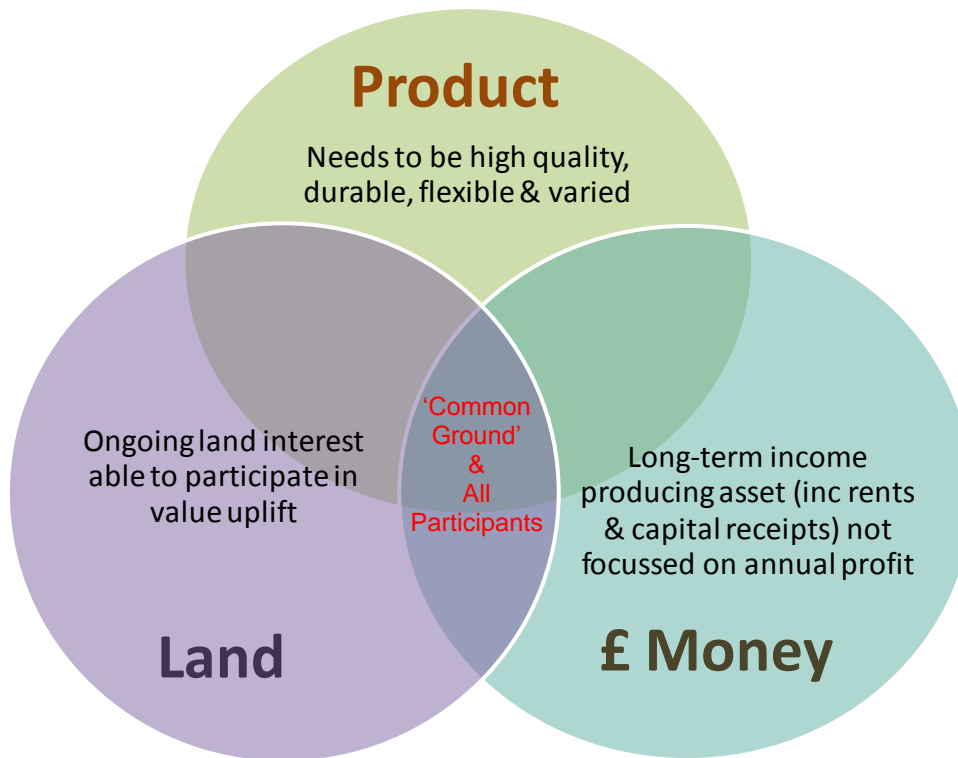 Product
Needs to be high quality,
durable, flexible & varied
‘Common
Ground’
&
All
Participants
Ongoing land interest
able to participate in
value uplift
Land
Long-term income
producing asset (inc rents
& capital receipts) not
focussed on annual profit
£ Money